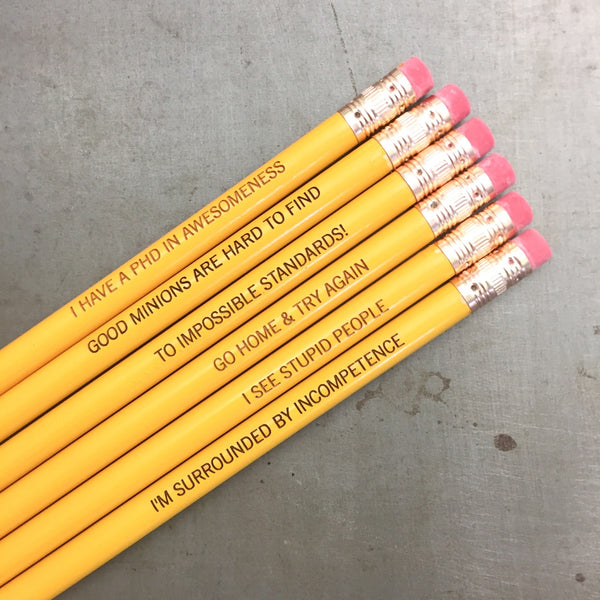 I HAVE A PHD IN AWESOMENESS
GOOD MINIONS ARE HARD TO FIND
TO IMPOSSIBLE STANDARDS!
GO HOME & TRY AGAIN
I SEE STUPID PEOPLE
I'M SURROUNDED BY INCOMPETENCE